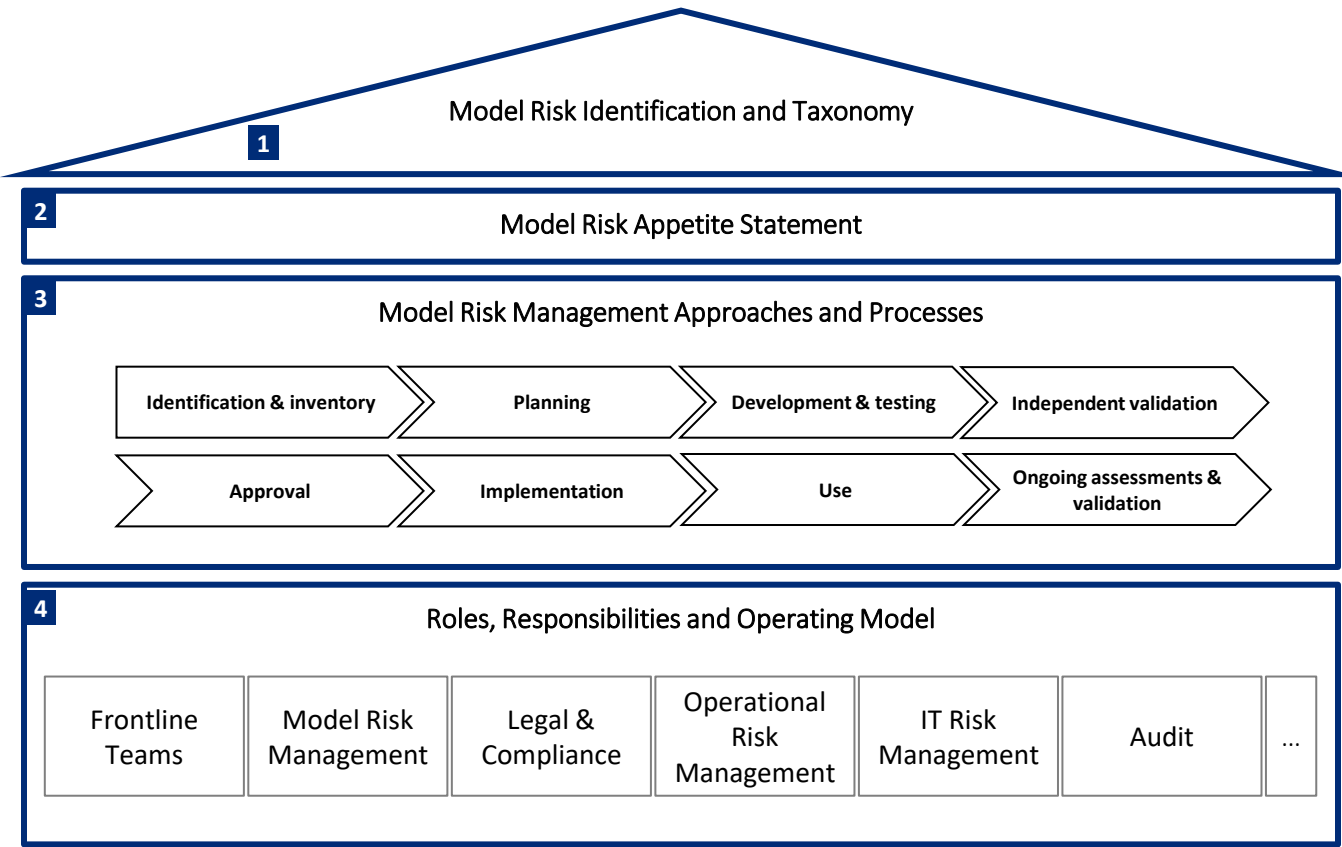 Model Risk Identification and Taxonomy
1
2
Model Risk Appetite Statement
3
Model Risk Management Approaches and Processes
Identification & inventory
Planning
Development & testing
Independent validation
Approval
Implementation
Use
Ongoing assessments &
validation
4
Roles, Responsibilities and Operating Model
Frontline
Teams
Model Risk
Management
Legal &
Compliance
Operational
Risk
Management
IT Risk
Management
Audit
...